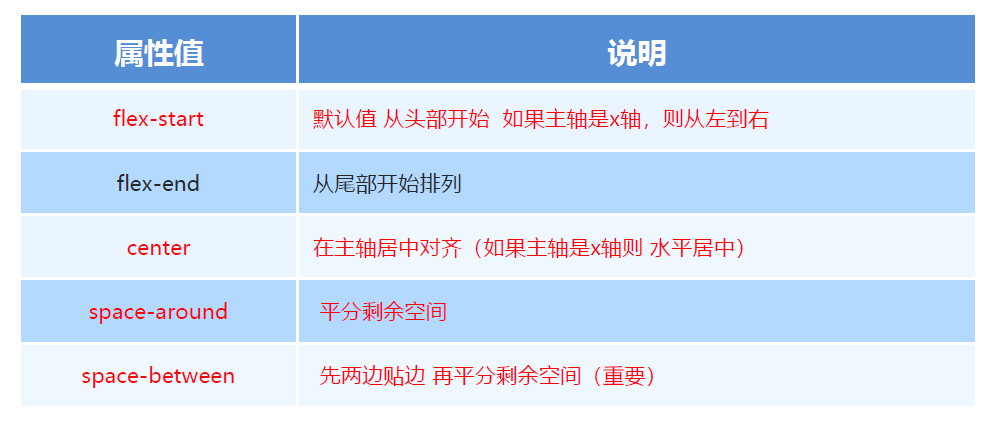 属性值 说明
flex-start 默认值 从头部开始 如果主轴是x轴，则从左到右
flex-end 从尾部开始排列
center 在主轴居中对齐（如果主轴是x轴则 水平居中）
space-around 平分剩余空间
space-between 先两边贴边 再平分剩余空间（重要）